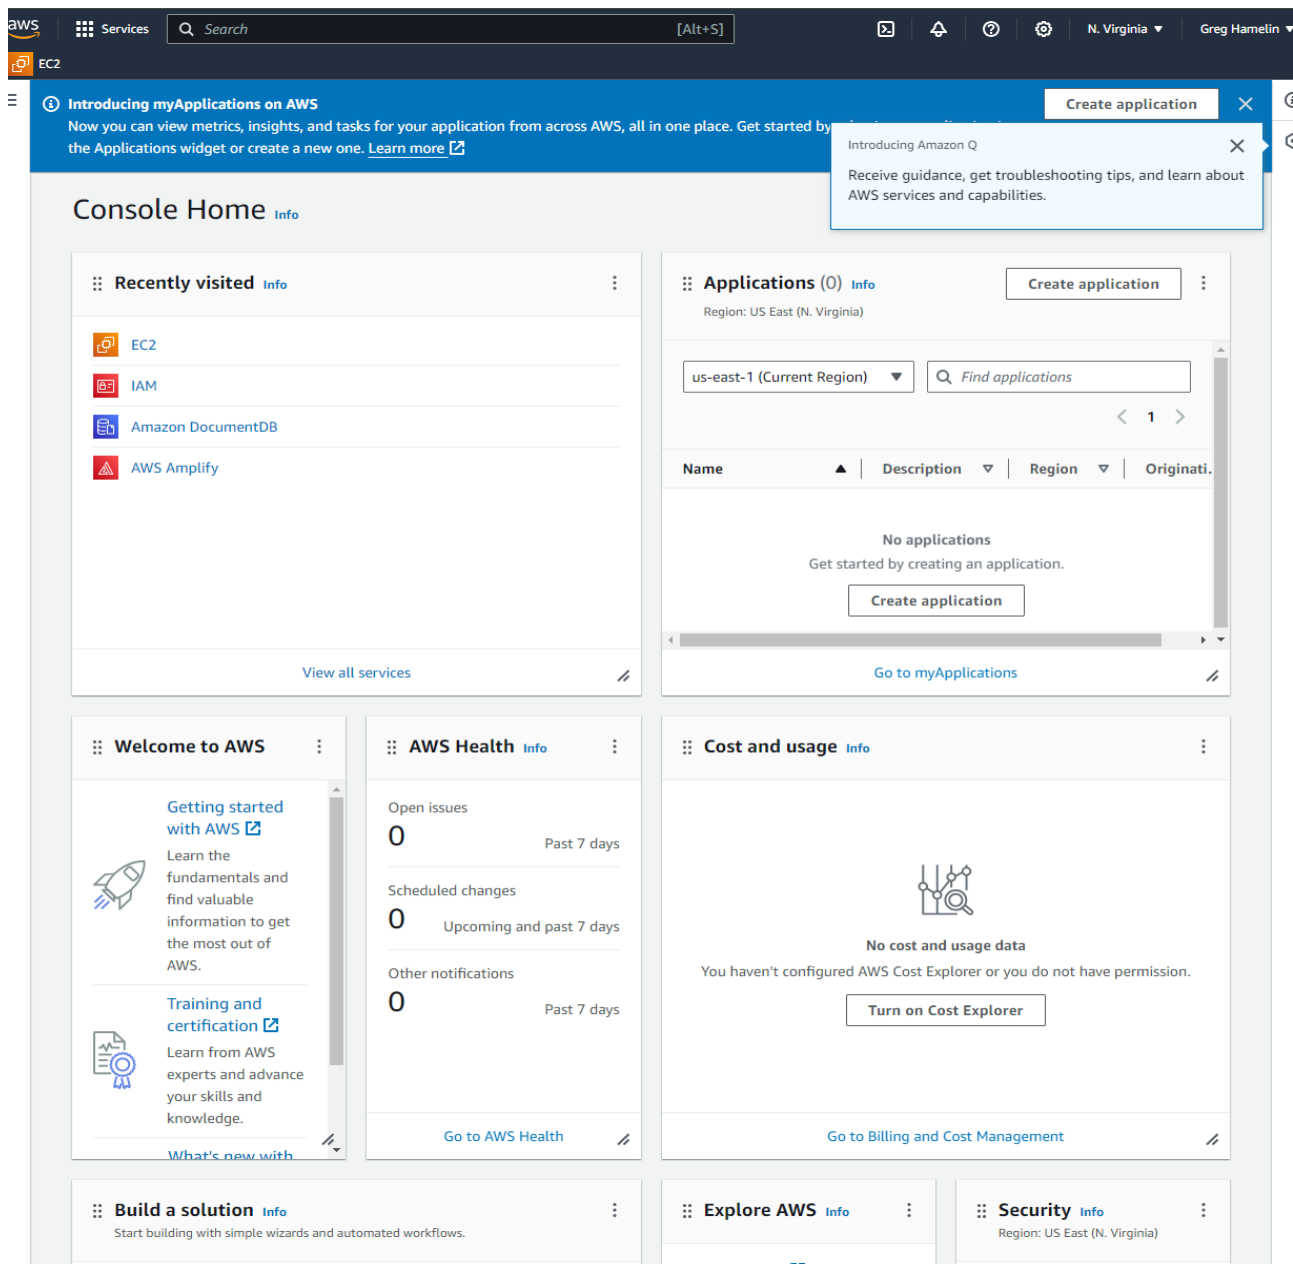 aws
Services
Search
[Alt+S]
N. Virginia
Greg Hamelin
EC2
Introducing myApplications on AWS
Create application
Now you can view metrics, insights, and tasks for your application from across AWS, all in one place. Get started by
the Applications widget or create a new one. Learn more
Introducing Amazon Q
Receive guidance, get troubleshooting tips, and learn about
AWS services and capabilities.
Console Home Info
Recently visited Info
EC2
IAM
Amazon DocumentDB
AWS Amplify
View all services
Applications (0) Info
Create application
Region: US East (N. Virginia)
us-east-1 (Current Region)
Find applications
1
Name
Description
Region
Originati.
No applications
Get started by creating an application.
Create application
Go to myApplications
Welcome to AWS
Getting started
with AWS
Learn the
fundamentals and
find valuable
information to get
the most out of
AWS.
Training and
certification
Learn from AWS
experts and advance
your skills and
knowledge.
What's new with
AWS Health Info
Open issues
0
Past 7 days
Scheduled changes
0
Upcoming and past 7 days
Other notifications
0
Past 7 days
Go to AWS Health
Cost and usage Info
No cost and usage data
You haven't configured AWS Cost Explorer or you do not have permission.
Turn on Cost Explorer
Go to Billing and Cost Management
Build a solution Info
Start building with simple wizards and automated workflows.
Explore AWS Info
Security Info
Region: US East (N. Virginia)